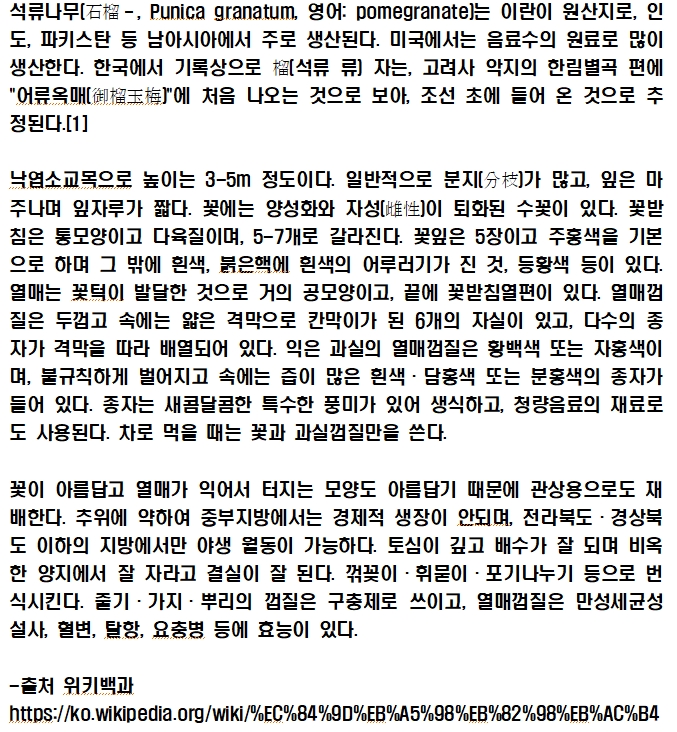 석류나무(石榴-, Punica granatum, 영어: pomegranate)는 이란이 원산지로, 인
도, 파키스탄 등 남아시아에서 주로 생산된다. 미국에서는 음료수의 원료로 많이
생산한다. 한국에서 기록상으로 榴(석류 류) 자는, 고려사 악지의 한림별곡 편에
"어류옥매(御榴玉梅)"에 처음 나오는 것으로 보아, 조선 초에 들어 온 것으로 추
정된다.[1]
낙엽소교목으로 높이는 3-5m 정도이다. 일반적으로 분지(分枝)가 많고, 잎은 마
주나며 잎자루가 짧다. 꽃에는 양성화와 자성(雌性)이 퇴화된 수꽃이 있다. 꽃받
침은 통모양이고 다육질이며, 5-7개로 갈라진다. 꽃잎은 5장이고 주홍색을 기본
으로 하며 그 밖에 흰색, 붉은핵에 흰색의 어루러기가 진 것, 등황색 등이 있다.
열매는 꽃턱이 발달한 것으로 거의 공모양이고, 끝에 꽃받침열편이 있다. 열매껍
질은 두껍고 속에는 얇은 격막으로 칸막이가 된 6개의 자실이 있고, 다수의 종
자가 격막을 따라 배열되어 있다. 익은 과실의 열매껍질은 황백색 또는 자홍색이
며, 불규칙하게 벌어지고 속에는 즙이 많은 흰색·담홍색 또는 분홍색의 종자가
들어 있다. 종자는 새콤달콤한 특수한 풍미가 있어 생식하고, 청량음료의 재료로
도 사용된다. 차로 먹을 때는 꽃과 과실껍질만을 쓴다.
꽃이 아름답고 열매가 익어서 터지는 모양도 아름답기 때문에 관상용으로도 재
배한다. 추위에 약하여 중부지방에서는 경제적 생장이 안되며, 전라북도·경상북
도 이하의 지방에서만 야생 월동이 가능하다. 토심이 깊고 배수가 잘 되며 비옥
한 양지에서 잘 자라고 결실이 잘 된다. 꺾꽂이·휘묻이·포기나누기 등으로 번
식시킨다. 줄기·가지·뿌리의 껍질은 구충제로 쓰이고, 열매껍질은 만성세균성
설사, 혈변, 탈항, 요충병 등에 효능이 있다.
-출처 위키백과
https://ko.wikipedia.org/wiki/%EC%84%9D%EB%A5%98%EB%82%98%EB%AC%B4